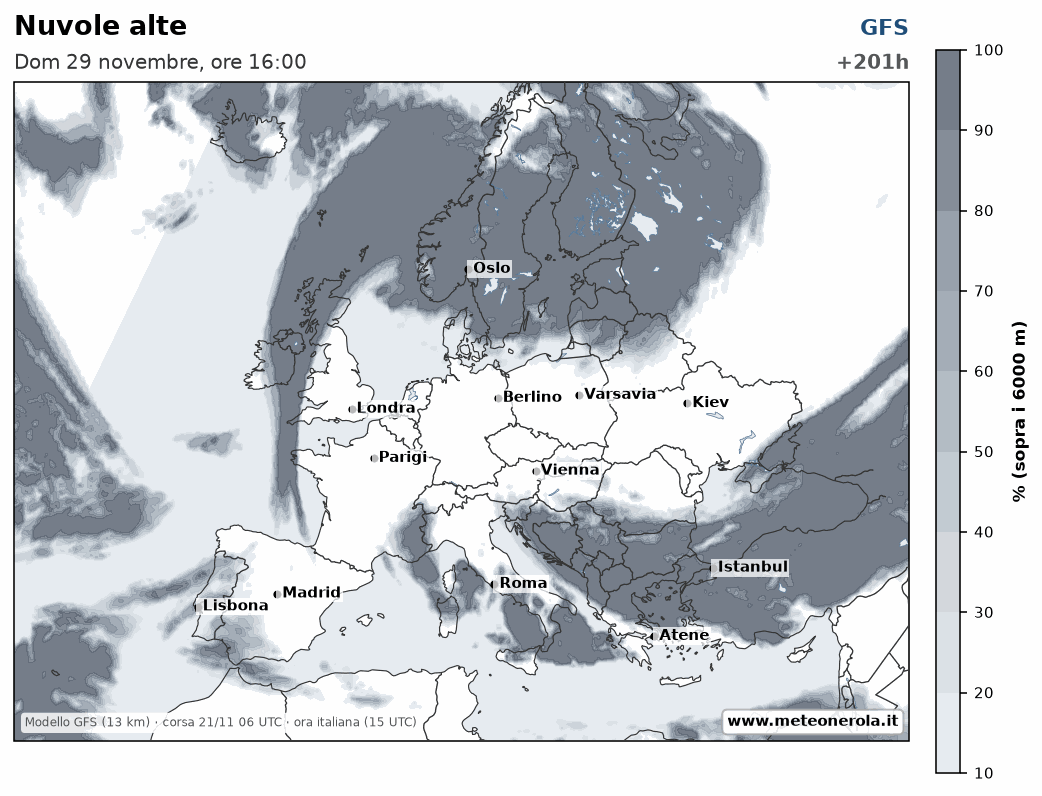 Nuvole alte
GFS
Dom 29 novembre, ore 16:00
+201h
Oslo
Londra
Berlino
Varsavia
Kiev
Parigi
Vienna
Istanbul
Roma
Madrid
Lisbona
Atene
Modello GFS (13 km) · corsa 21/11 06 UTC · ora italiana (15 UTC)
www.meteonerola.it
100
90
80
70
60
50
40
30
20
10
% (sopra i 6000 m)